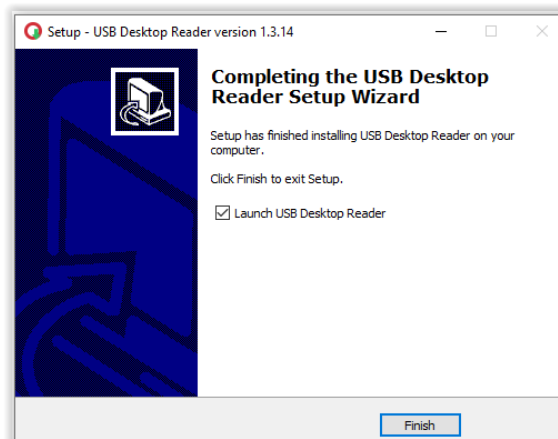 Setup - USB Desktop Reader version 1.3.14
Completing the USB Desktop
Reader Setup Wizard
Setup has finished installing USB Desktop Reader on your
computer.
Click Finish to exit Setup.
Launch USB Desktop Reader
Finish